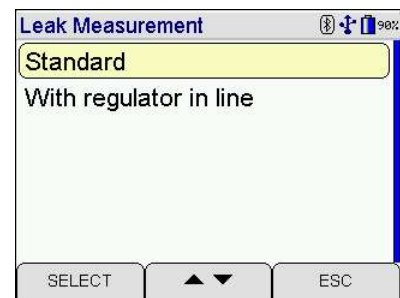 Leak Measurement 90%
Standard
With regulator in line
SELECT ▲ ▼ ESC